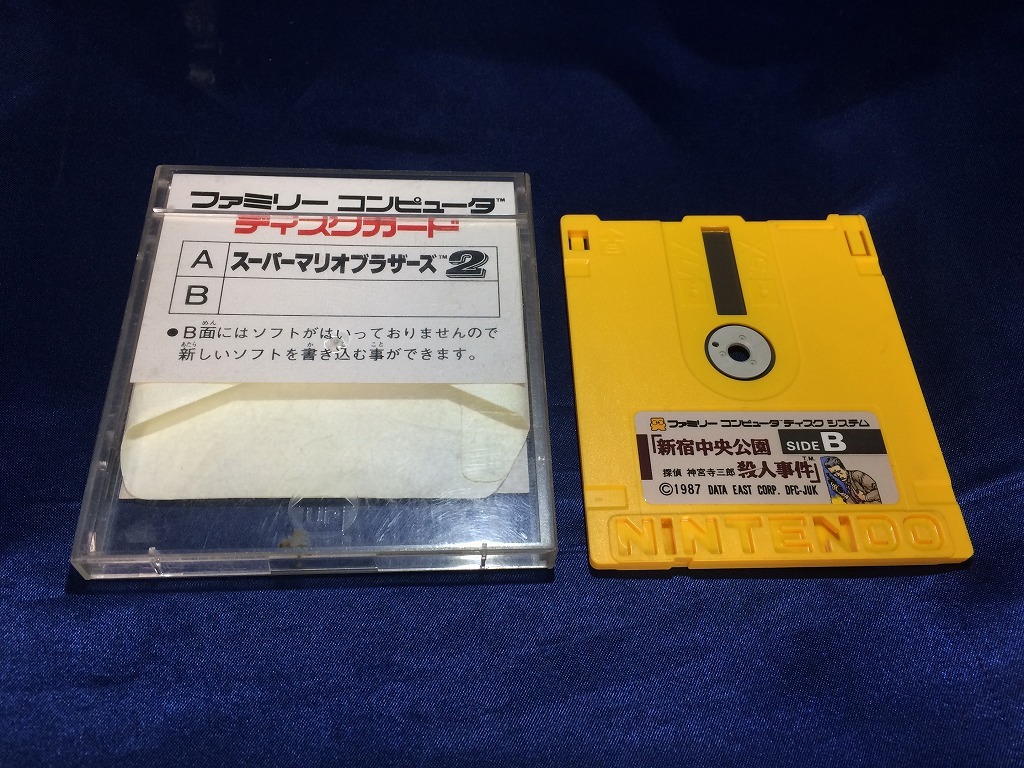 ファミリー コンピュータ™
ディスクカード
A スーパーマリオブラザーズ™2
B
●B面にはソフトがはいっておりませんので
新しいソフトを書き込む事ができます。
ファミリー コンピュータ ディスク システム
「新宿中央公園 SIDE B
探偵 神宮寺三郎 殺人事件」TM
©1987 DATA EAST CORP. DFC-JUK
NINTENDO